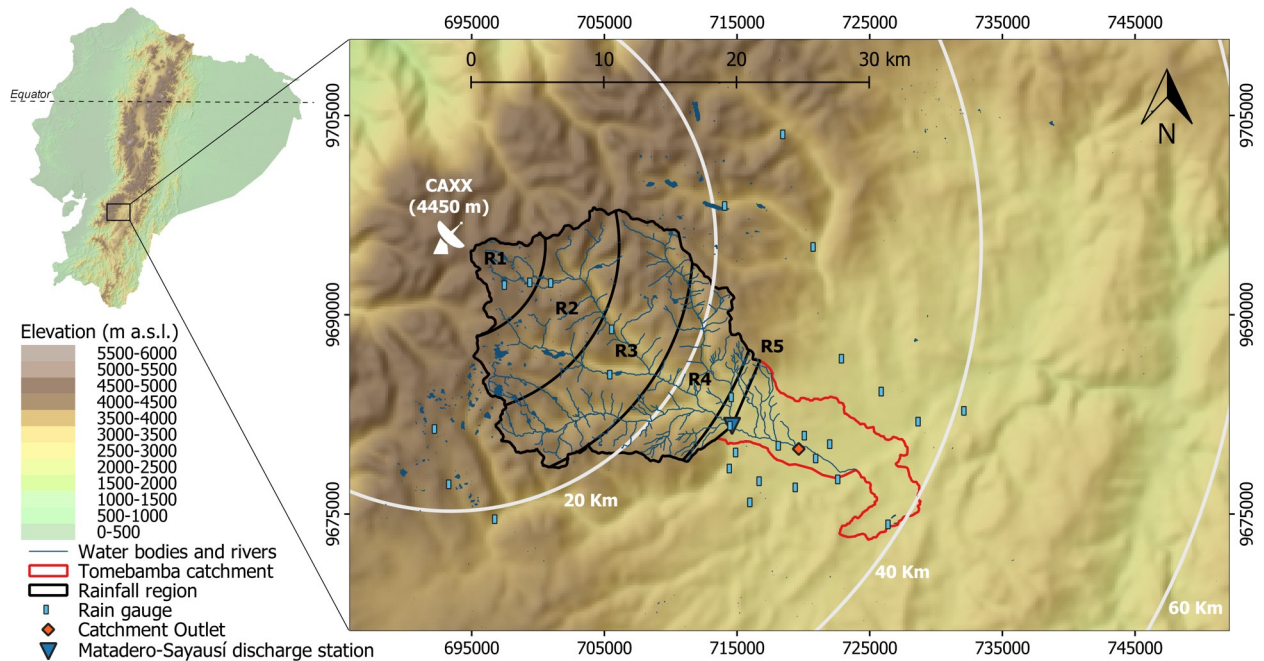 Equator
695000 705000 715000 725000 735000 745000
0 10 20 30 km
9705000
9705000
N
CAXX
(4450 m)
R1
R2
R3
R4
R5
9690000
9690000
9675000
9675000
20 Km
40 Km
60 Km
695000 705000 715000 725000 735000 745000
Elevation (m a.s.l.)
5500-6000
5000-5500
4500-5000
4000-4500
3500-4000
3000-3500
2500-3000
2000-2500
1500-2000
1000-1500
500-1000
0-500
Water bodies and rivers
Tomebamba catchment
Rainfall region
Rain gauge
Catchment Outlet
Matadero-Sayausí discharge station